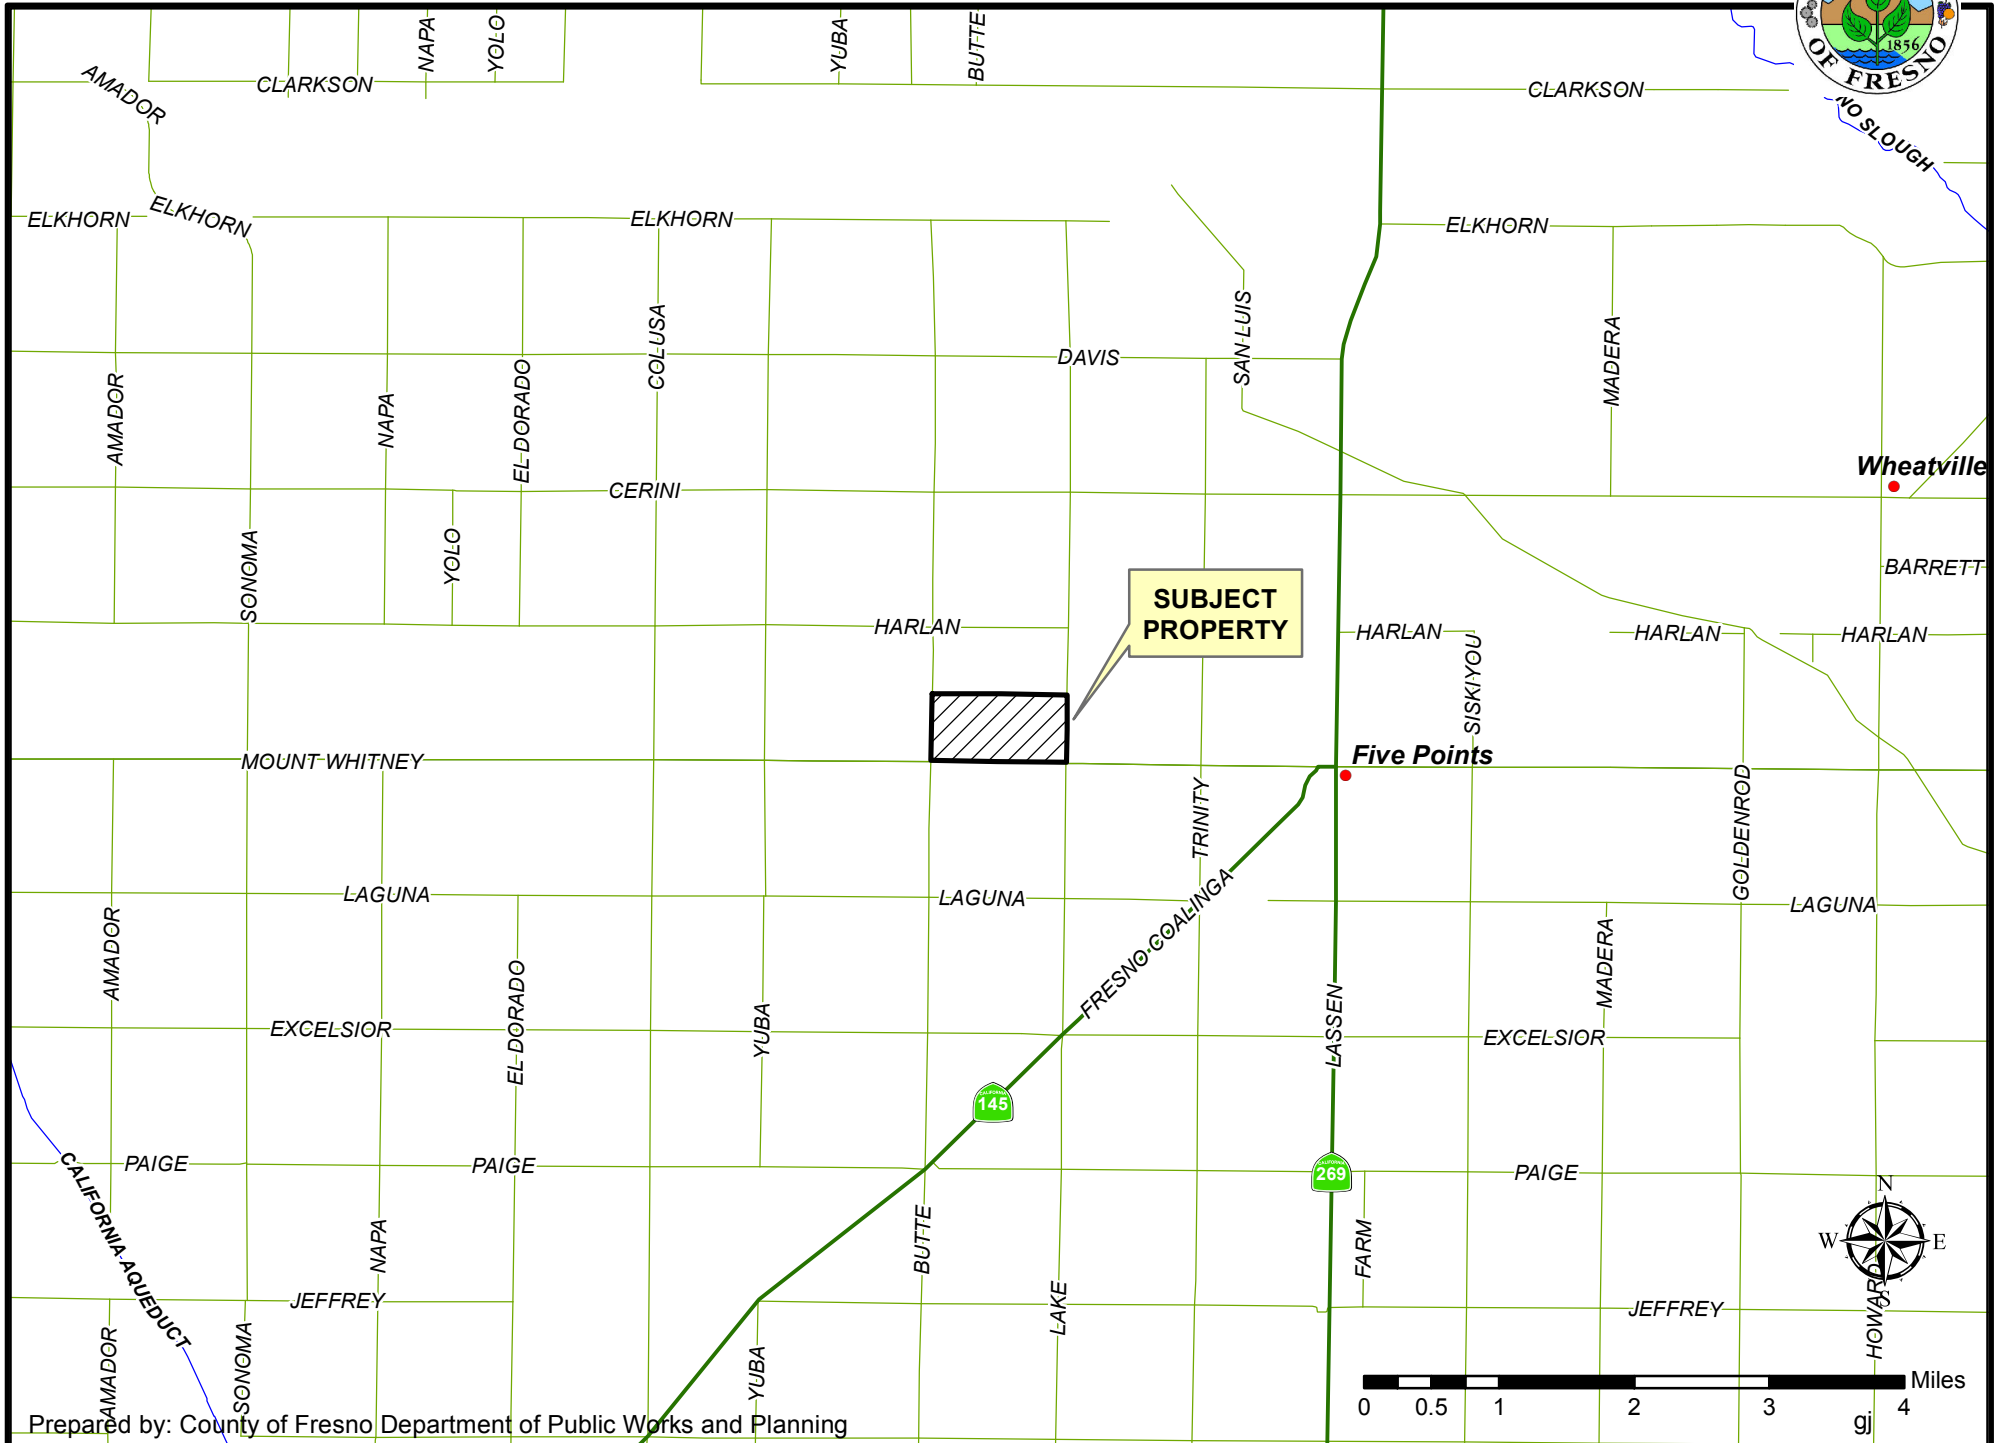 NAPA
YOLO
YUBA
BUTTE
1856
OF FRESNO
AMADOR
CLARKSON
CLARKSON
NO SLOUGH
ELKHORN
ELKHORN
ELKHORN
ELKHORN
SAN LUIS
COLUSA
MADERA
DAVIS
AMADOR
NAPA
EL DORADO
Wheatville
CERINI
SONOMA
YOLO
BARRETT
SUBJECT
PROPERTY
HARLAN
HARLAN
HARLAN
HARLAN
SISKIYOU
MOUNT WHITNEY
Five Points
TRINITY
GOLDENROD
LAGUNA
LAGUNA
LAGUNA
AMADOR
FRESNO COALINGA
MADERA
EL DORADO
YUBA
LASSEN
EXCELSIOR
EXCELSIOR
CALIFORNIA
145
PAIGE
PAIGE
CALIFORNIA
269
PAIGE
CALIFORNIA AQUEDUCT
NAPA
BUTTE
FARM
N
W
E
S
HOWARD
JEFFREY
LAKE
JEFFREY
AMADOR
SONOMA
YUBA
Miles
0 0.5 1 2 3 4
Prepared by: County of Fresno Department of Public Works and Planning
gj